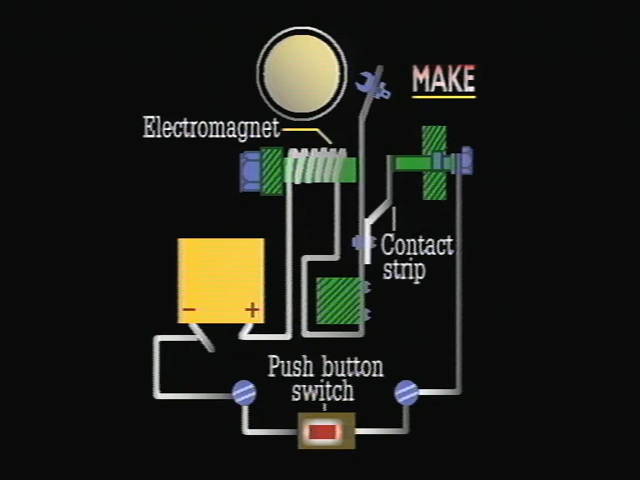 MAKE
Electromagnet
Contact
strip
- +
Push button
switch